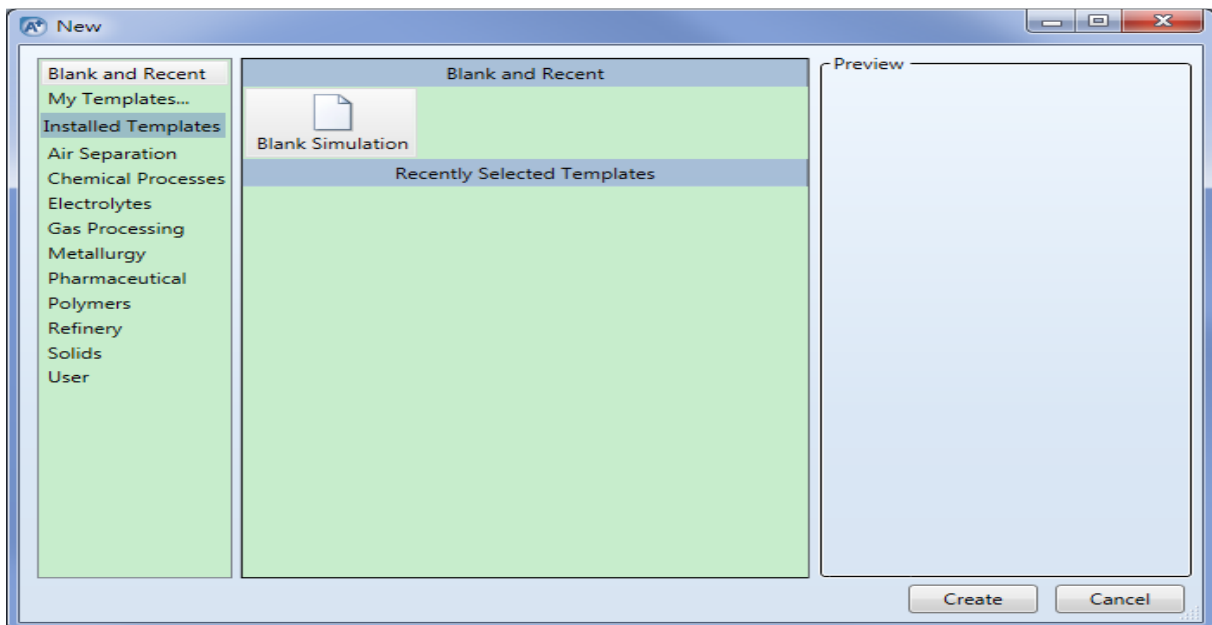 New
Blank and Recent
My Templates...
Installed Templates
Air Separation
Chemical Processes
Electrolytes
Gas Processing
Metallurgy
Pharmaceutical
Polymers
Refinery
Solids
User
Blank and Recent
Blank Simulation
Recently Selected Templates
Preview
Create
Cancel